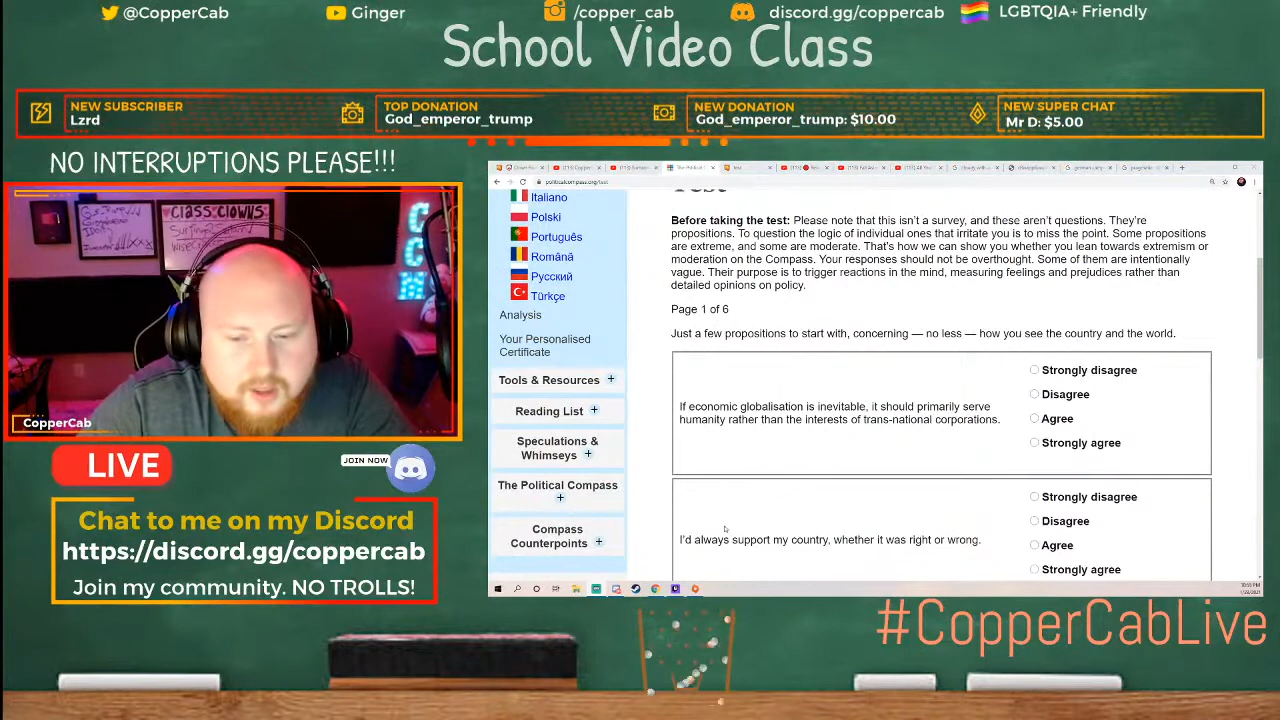 @CopperCab
Ginger
/copper_cab
discord.gg/coppercab
LGBTQIA+ Friendly
School Video Class
NEW SUBSCRIBER
Lzrd
TOP DONATION
God_emperor_trump
NEW DONATION
God_emperor_trump: $10.00
NEW SUPER CHAT
Mr D: $5.00
NO INTERRUPTIONS PLEASE!!!
CLASS CLOWNS
CopperCab
LIVE
JOIN NOW
Chat to me on my Discord
https://discord.gg/coppercab
Join my community. NO TROLLS!
politicalcompass.org/test
Italiano
Polski
Português
Română
Русский
Türkçe
Analysis
Your Personalised
Certificate
Tools & Resources +
Reading List +
Speculations &
Whimseys +
The Political Compass
+
Compass
Counterpoints +
Test
Before taking the test: Please note that this isn't a survey, and these aren't questions. They're
propositions. To question the logic of individual ones that irritate you is to miss the point. Some propositions
are extreme, and some are moderate. That's how we can show you whether you lean towards extremism or
moderation on the Compass. Your responses should not be overthought. Some of them are intentionally
vague. Their purpose is to trigger reactions in the mind, measuring feelings and prejudices rather than
detailed opinions on policy.
Page 1 of 6
Just a few propositions to start with, concerning — no less — how you see the country and the world.
If economic globalisation is inevitable, it should primarily serve
humanity rather than the interests of trans-national corporations.
Strongly disagree
Disagree
Agree
Strongly agree
I'd always support my country, whether it was right or wrong.
Strongly disagree
Disagree
Agree
Strongly agree
#CopperCabLive